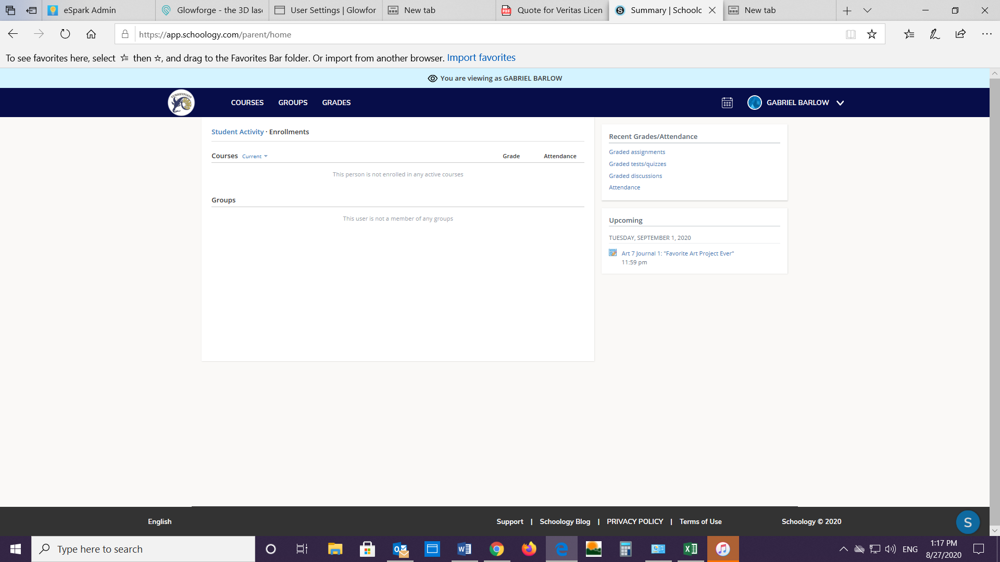 eSpark Admin
Glowforge - the 3D lase
User Settings | Glowfor
New tab
Quote for Veritas Licen
Summary | Schoolc
New tab
https://app.schoology.com/parent/home
To see favorites here, select then ☆, and drag to the Favorites Bar folder. Or import from another browser. Import favorites
You are viewing as GABRIEL BARLOW
TURKEYFOOT
COURSES GROUPS GRADES
GABRIEL BARLOW
Student Activity · Enrollments
Courses Current Grade Attendance
This person is not enrolled in any active courses
Groups
This user is not a member of any groups
Recent Grades/Attendance
Graded assignments
Graded tests/quizzes
Graded discussions
Attendance
Upcoming
TUESDAY, SEPTEMBER 1, 2020
Art 7 Journal 1: "Favorite Art Project Ever"
11:59 pm
English
Support | Schoology Blog | PRIVACY POLICY | Terms of Use
Schoology © 2020
S
Type here to search
ENG
1:17 PM
8/27/2020